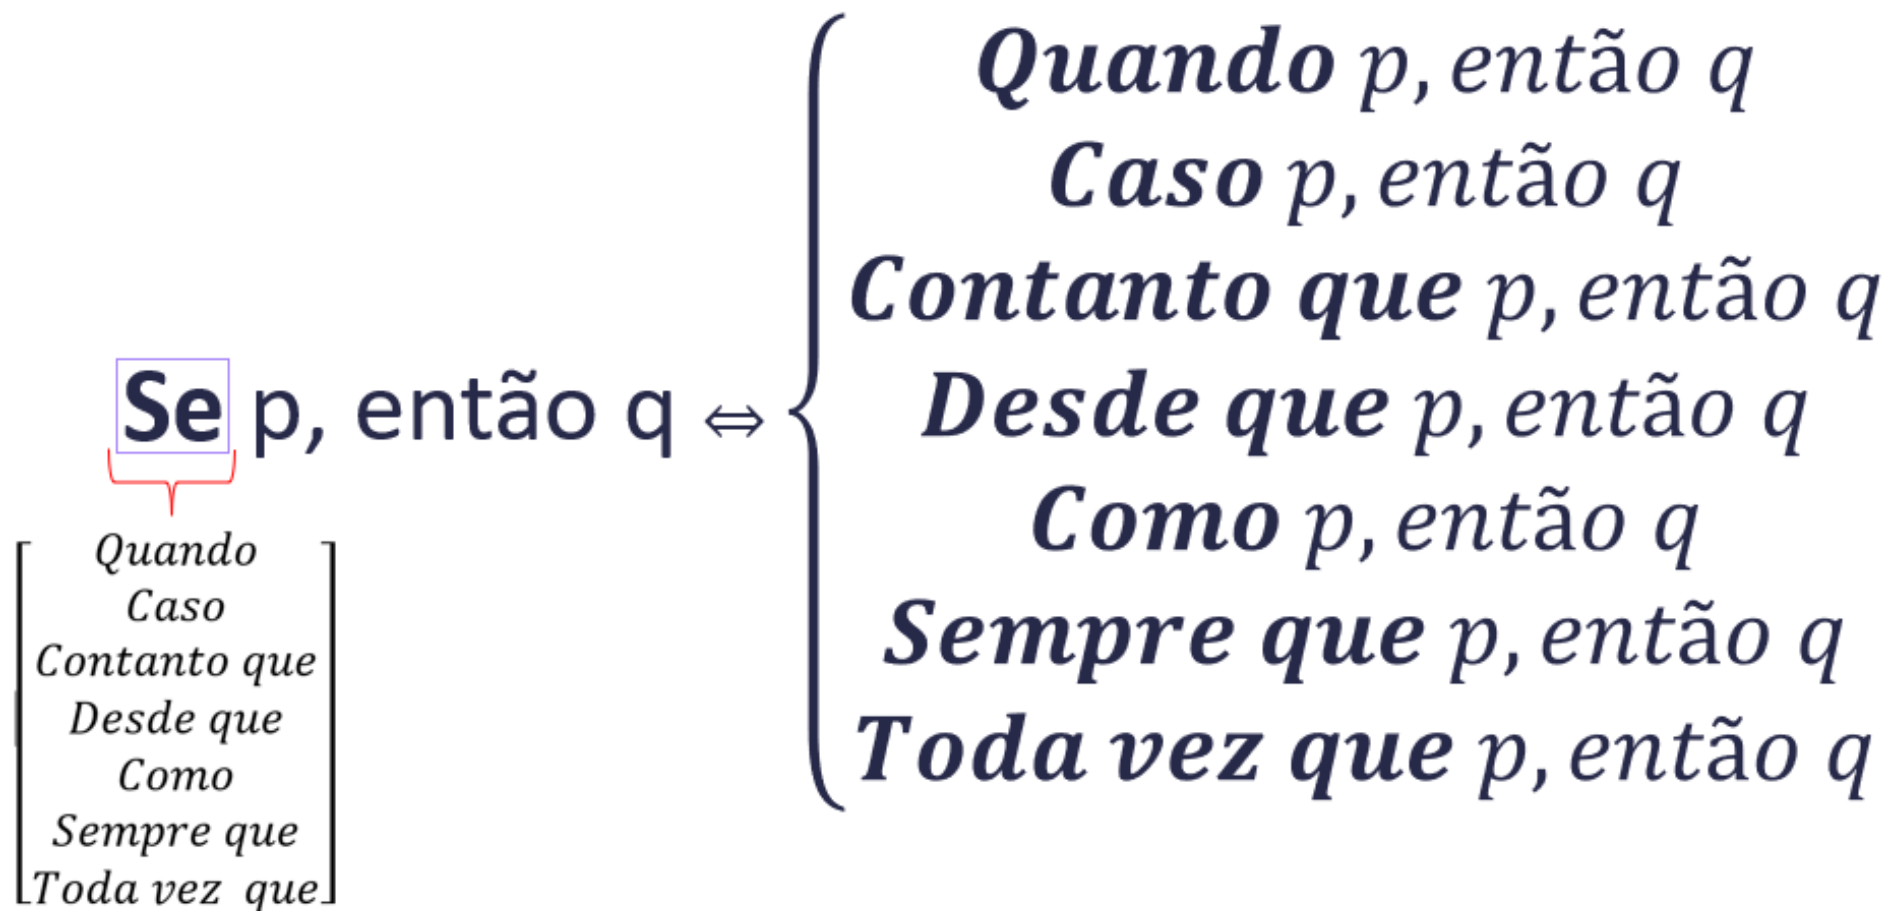 Se p, então q ⇔
Quando p, então q
Caso p, então q
Contanto que p, então q
Desde que p, então q
Como p, então q
Sempre que p, então q
Toda vez que p, então q
Quando
Caso
Contanto que
Desde que
Como
Sempre que
Toda vez que